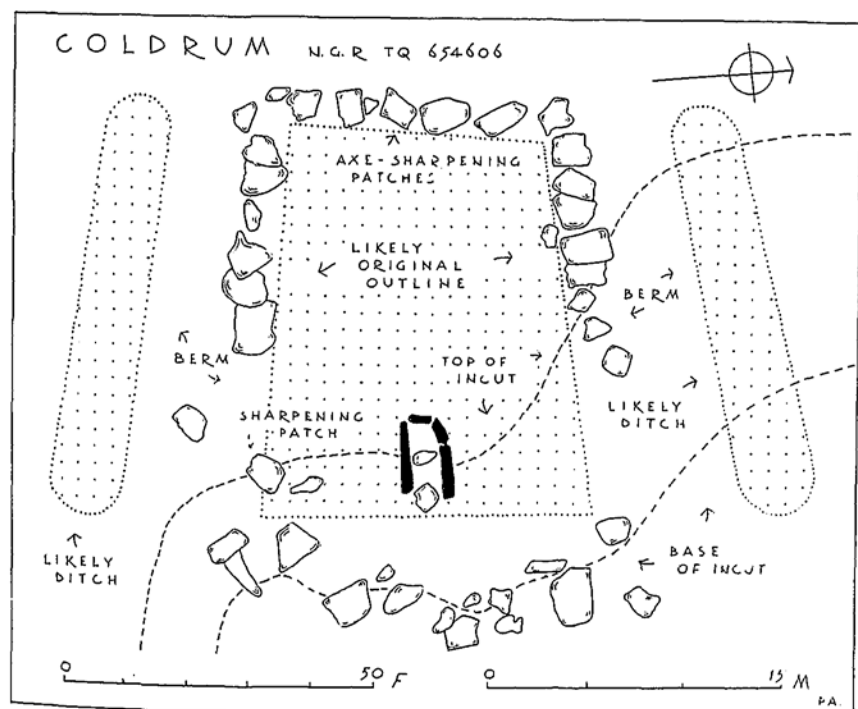 COLDRUM N.G.R TQ 654606
AXE-SHARPENING
PATCHES
LIKELY
ORIGINAL
OUTLINE
BERM
BERM
TOP OF
INCUT
SHARPENING
PATCH
LIKELY
DITCH
LIKELY
DITCH
BASE
OF INCUT
0 50 F 0 15 M
P.A.